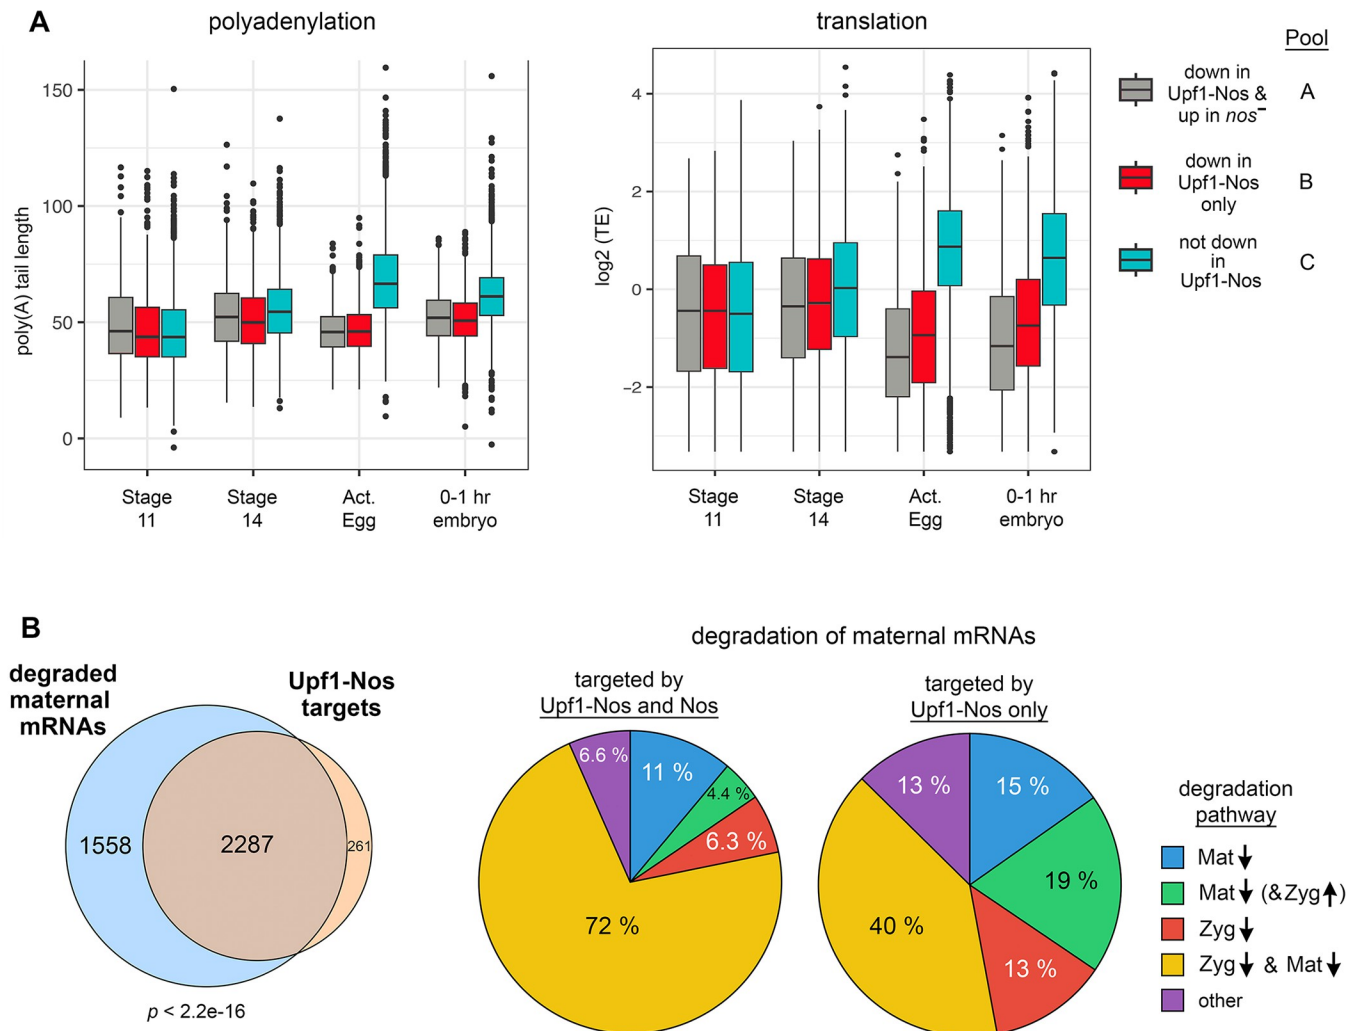 A
polyadenylation
translation
Pool
poly(A) tail length
150
100
50
0
Stage
11
Stage
14
Act.
Egg
0-1 hr
embryo
log2 (TE)
4
2
0
−2
Stage
11
Stage
14
Act.
Egg
0-1 hr
embryo
down in
Upf1-Nos &
up in nos−
A
down in
Upf1-Nos
only
B
not down
in
Upf1-Nos
C
B
degradation of maternal mRNAs
degraded
maternal
mRNAs
Upf1-Nos
targets
1558
2287
261
p < 2.2e-16
targeted by
Upf1-Nos and Nos
6.6 %
11 %
4.4 %
6.3 %
72 %
targeted by
Upf1-Nos only
13 %
15 %
19 %
13 %
40 %
degradation
pathway
Mat ↓
Mat ↓ (&Zyg ↑)
Zyg ↓
Zyg ↓ & Mat ↓
other